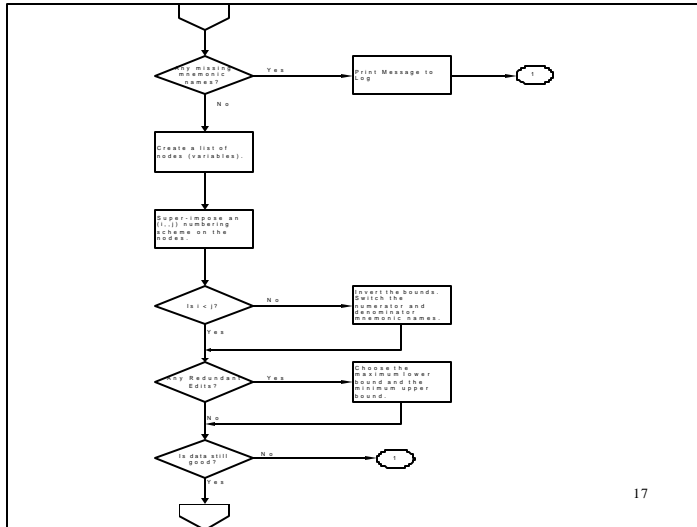 Any missing
mnemonic
names?
Yes
Print Message to
Log
1
No
Create a list of
nodes (variables).
Super-impose an
(i,,j) numbering
scheme on the
nodes.
Is i < j?
No
Invert the bounds.
Switch the
numerator and
denominator
mnemonic names.
Yes
Any Redundant
Edits?
Yes
Choose the
maximum lower
bound and the
minimum upper
bound.
No
Is data still
good?
No
1
Yes
17